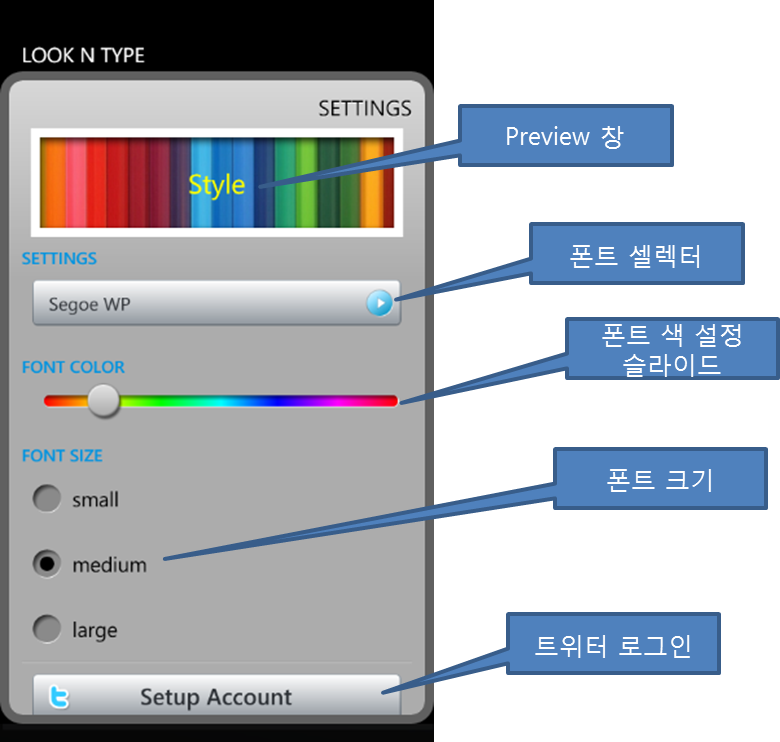 LOOK N TYPE
SETTINGS
Preview 창
Style
SETTINGS
폰트 셀렉터
Segoe WP
폰트 색 설정
슬라이드
FONT COLOR
FONT SIZE
폰트 크기
small
medium
large
트위터 로그인
Setup Account